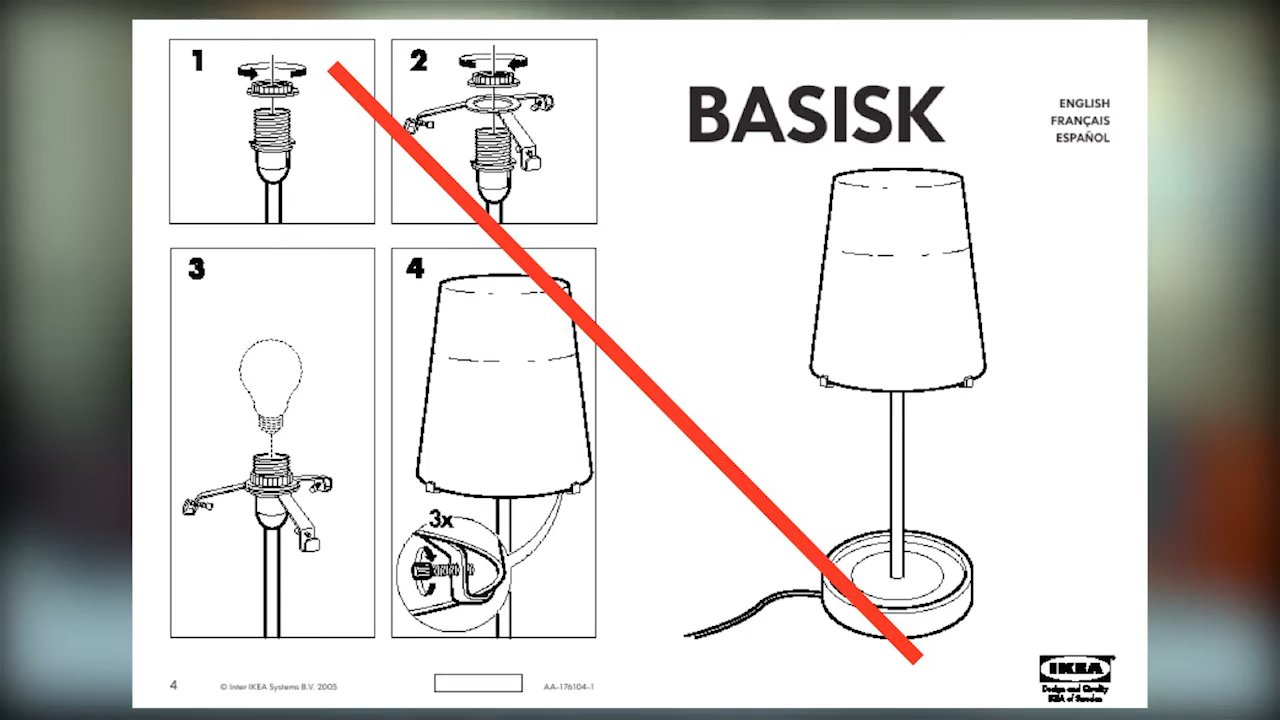 1
2
3
4
3x
4
© Inter IKEA Systems B.V. 2005
AA-176104-1
BASISK
ENGLISH
FRANÇAIS
ESPAÑOL
IKEA
Design and Quality
IKEA of Sweden